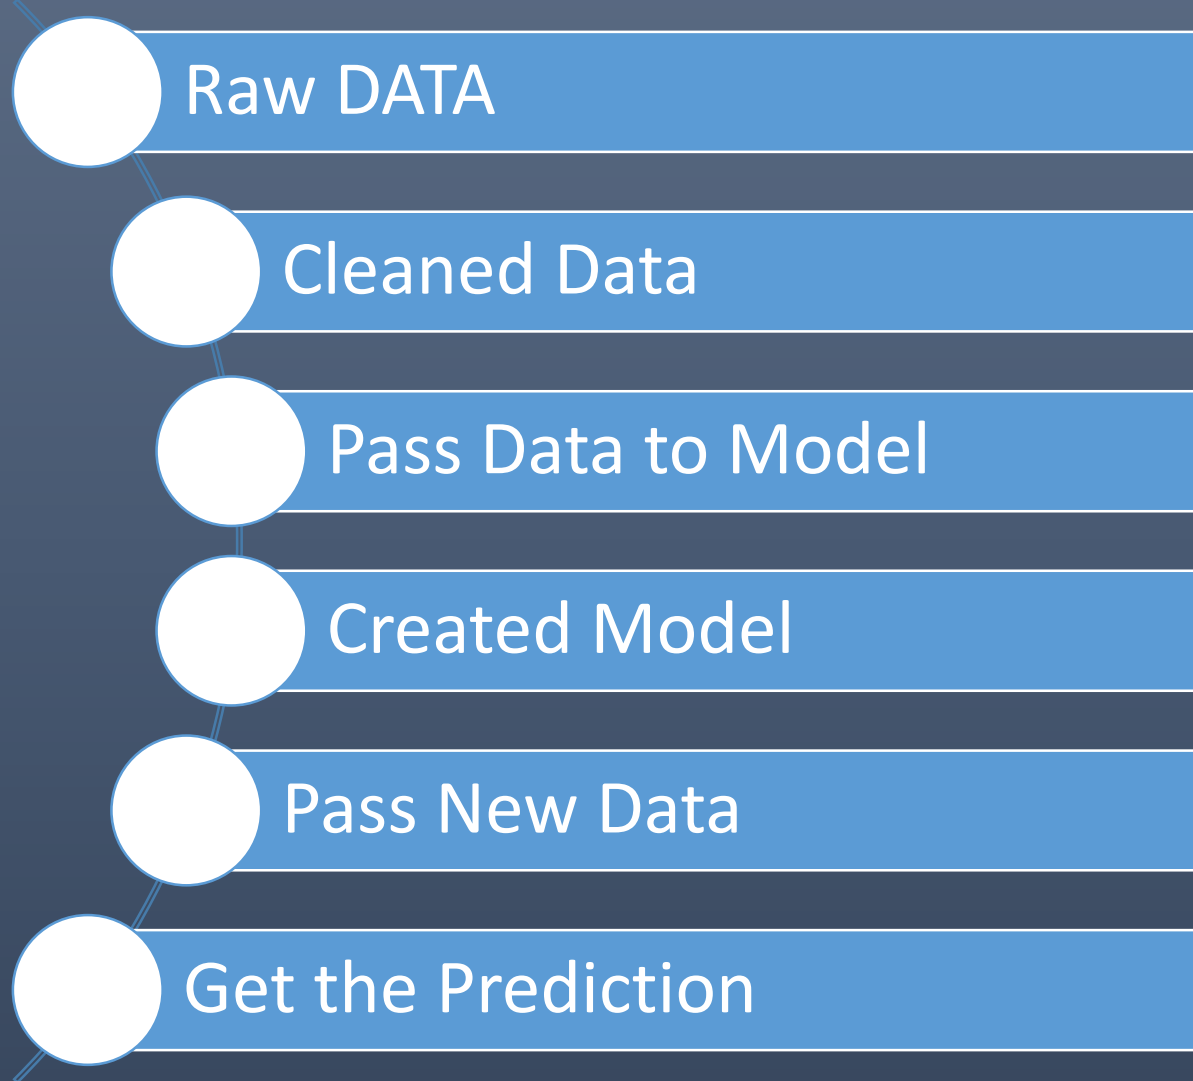 Raw DATA
Cleaned Data
Pass Data to Model
Created Model
Pass New Data
Get the Prediction